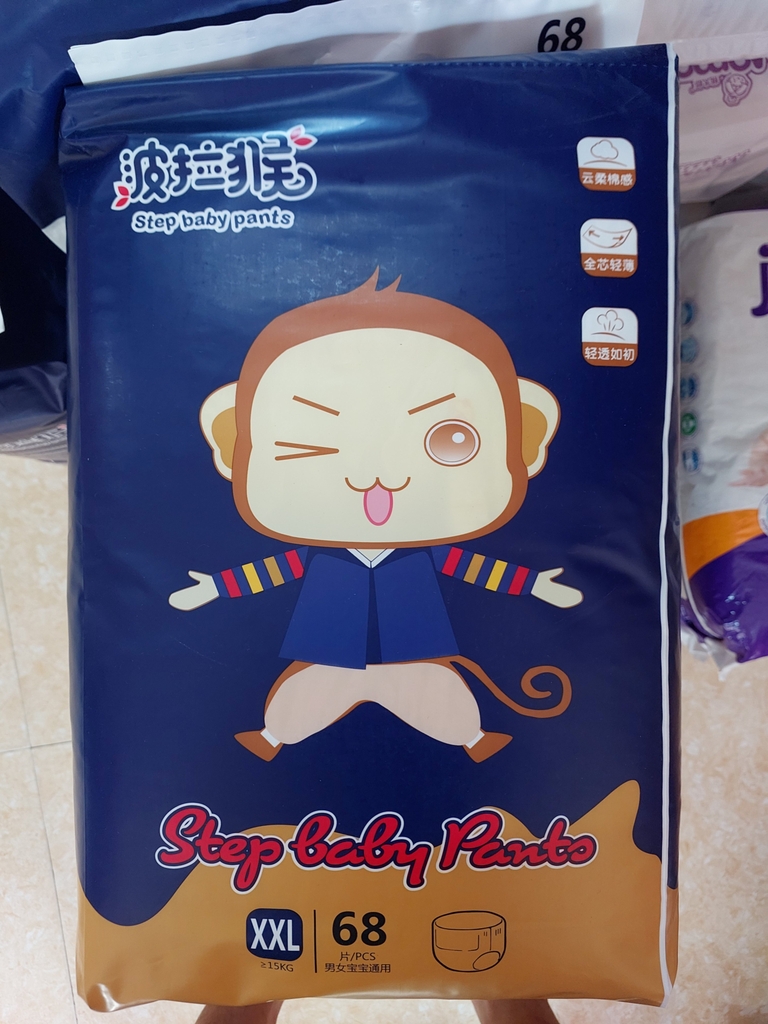 68
波拉猴
Step baby pants
云柔棉感
全芯轻薄
轻透如初
Step baby Pants
XXL
≥15KG
68
片/PCS
男女宝宝通用